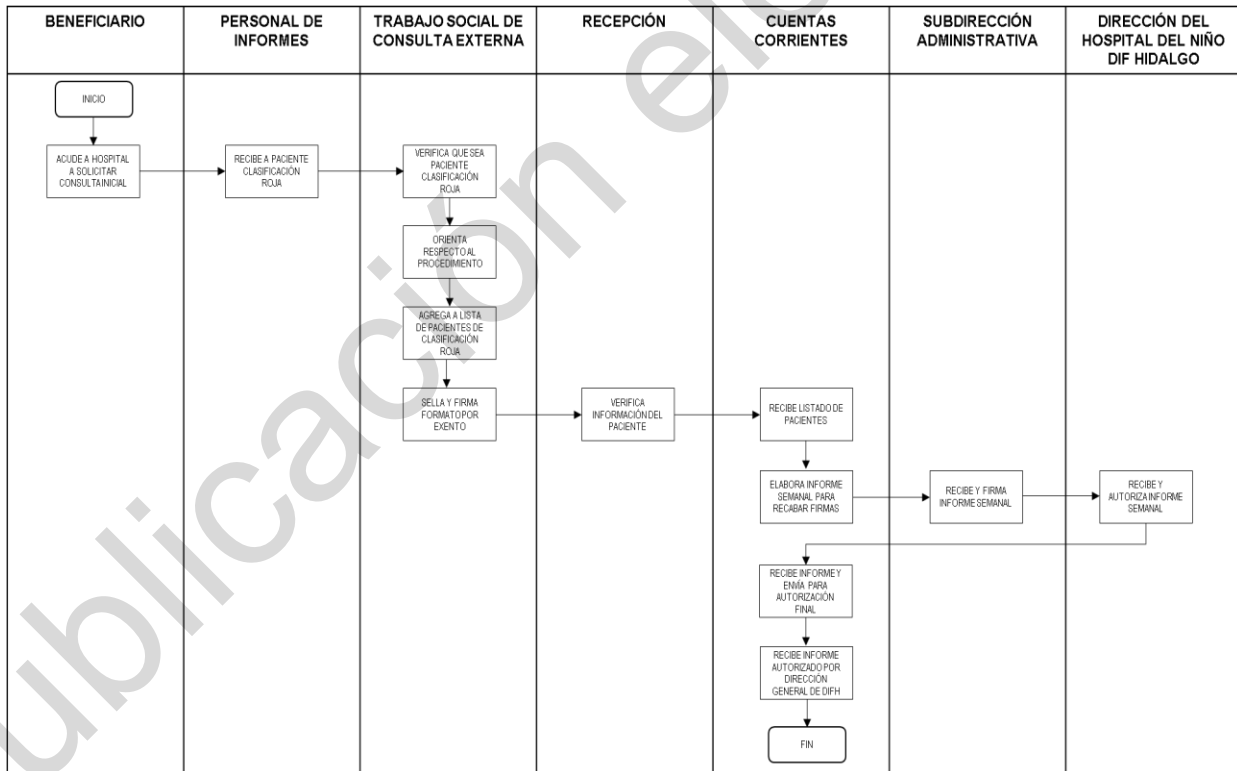 BENEFICIARIO
PERSONAL DE
INFORMES
TRABAJO SOCIAL DE
CONSULTA EXTERNA
RECEPCIÓN
CUENTAS
CORRIENTES
SUBDIRECCIÓN
ADMINISTRATIVA
DIRECCIÓN DEL
HOSPITAL DEL NIÑO
DIF HIDALGO
INICIO
ACUDE A HOSPITAL
A SOLICITAR
CONSULTA INICIAL
RECIBE A PACIENTE
CLASIFICACIÓN
ROJA
VERIFICA QUE SEA
PACIENTE
CLASIFICACIÓN
ROJA
ORIENTA
RESPECTO AL
PROCEDIMIENTO
AGREGA A LISTA
DE PACIENTES DE
CLASIFICACIÓN
ROJA
SELLA Y FIRMA
FORMATO POR
EXENTO
VERIFICA
INFORMACIÓN DEL
PACIENTE
RECIBE LISTADO DE
PACIENTES
ELABORA INFORME
SEMANAL PARA
RECABAR FIRMAS
RECIBE Y FIRMA
INFORME SEMANAL
RECIBE Y
AUTORIZA INFORME
SEMANAL
RECIBE INFORME Y
ENVÍA PARA
AUTORIZACIÓN
FINAL
RECIBE INFORME
AUTORIZADO POR
DIRECCIÓN
GENERAL DE DIFH
FIN
ublicación ele